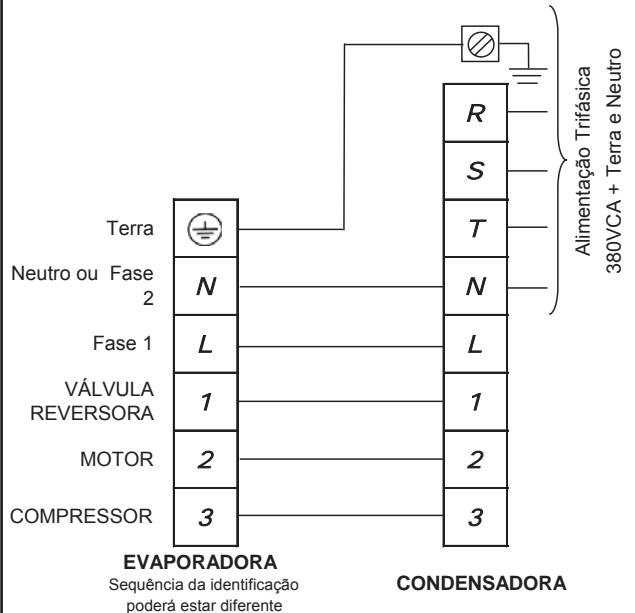 R
S
T
N
L
1
2
3
Alimentação Trifásica
380VCA + Terra e Neutro
Terra
Neutro ou Fase
2
N
Fase 1
L
VÁLVULA
REVERSORA
1
MOTOR
2
COMPRESSOR
3
EVAPORADORA
Sequência da identificação
poderá estar diferente
CONDENSADORA